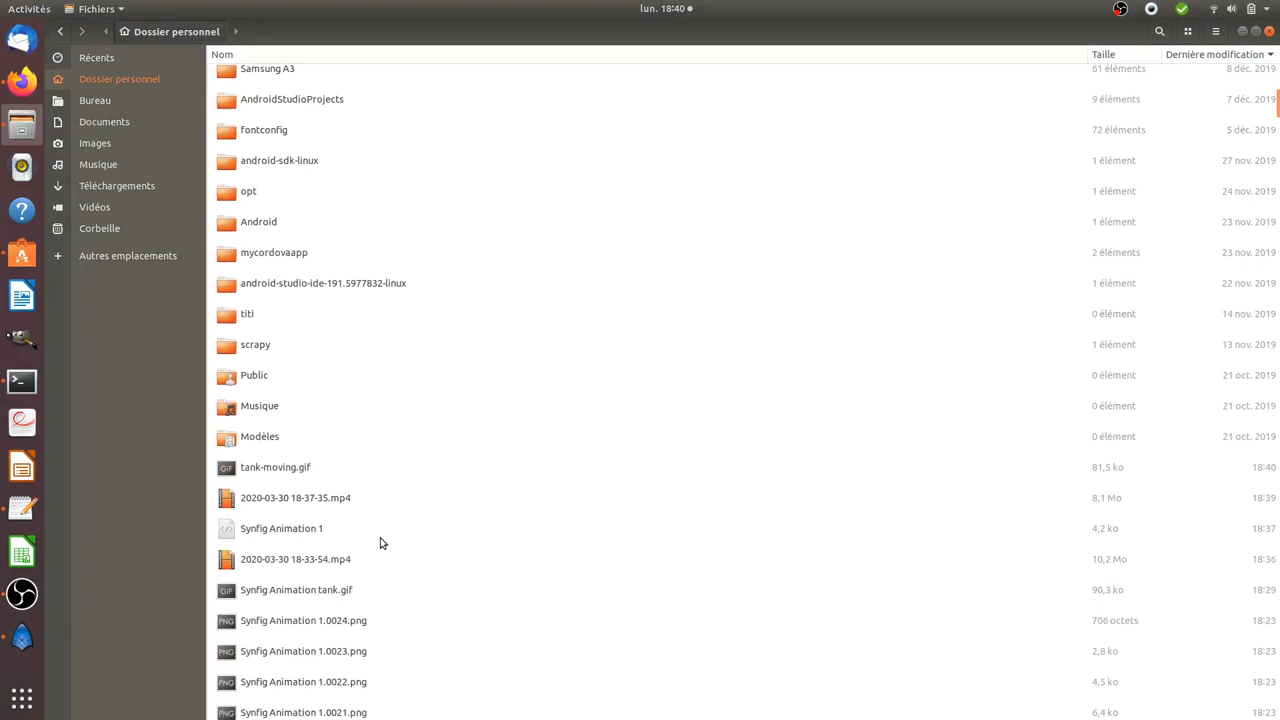 Activités Fichiers lun. 18:40
Dossier personnel
Nom Taille Dernière modification
Récents
Dossier personnel
Bureau
Documents
Images
Musique
Téléchargements
Vidéos
Corbeille
Autres emplacements
Samsung A3 61 éléments 8 déc. 2019
AndroidStudioProjects 9 éléments 7 déc. 2019
fontconfig 72 éléments 5 déc. 2019
android-sdk-linux 1 élément 27 nov. 2019
opt 1 élément 24 nov. 2019
Android 1 élément 23 nov. 2019
mycordovaapp 2 éléments 23 nov. 2019
android-studio-ide-191.5977832-linux 1 élément 22 nov. 2019
titi 0 élément 14 nov. 2019
scrapy 1 élément 13 nov. 2019
Public 0 élément 21 oct. 2019
Musique 0 élément 21 oct. 2019
Modèles 0 élément 21 oct. 2019
GIF tank-moving.gif 81,5 ko 18:40
2020-03-30 18-37-35.mp4 8,1 Mo 18:39
Synfig Animation 1 4,2 ko 18:37
2020-03-30 18-33-54.mp4 10,2 Mo 18:36
GIF Synfig Animation tank.gif 90,3 ko 18:29
PNG Synfig Animation 1.0024.png 706 octets 18:23
PNG Synfig Animation 1.0023.png 2,8 ko 18:23
PNG Synfig Animation 1.0022.png 4,5 ko 18:23
PNG Synfig Animation 1.0021.png 6,4 ko 18:23